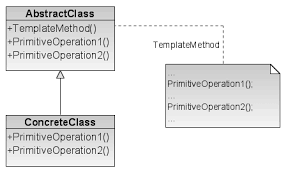 AbstractClass
+TemplateMethod()
+PrimitiveOperation1()
+PrimitiveOperation2()
TemplateMethod
...
PrimitiveOperation1();
...
PrimitiveOperation2();
...
ConcreteClass
+PrimitiveOperation1()
+PrimitiveOperation2()